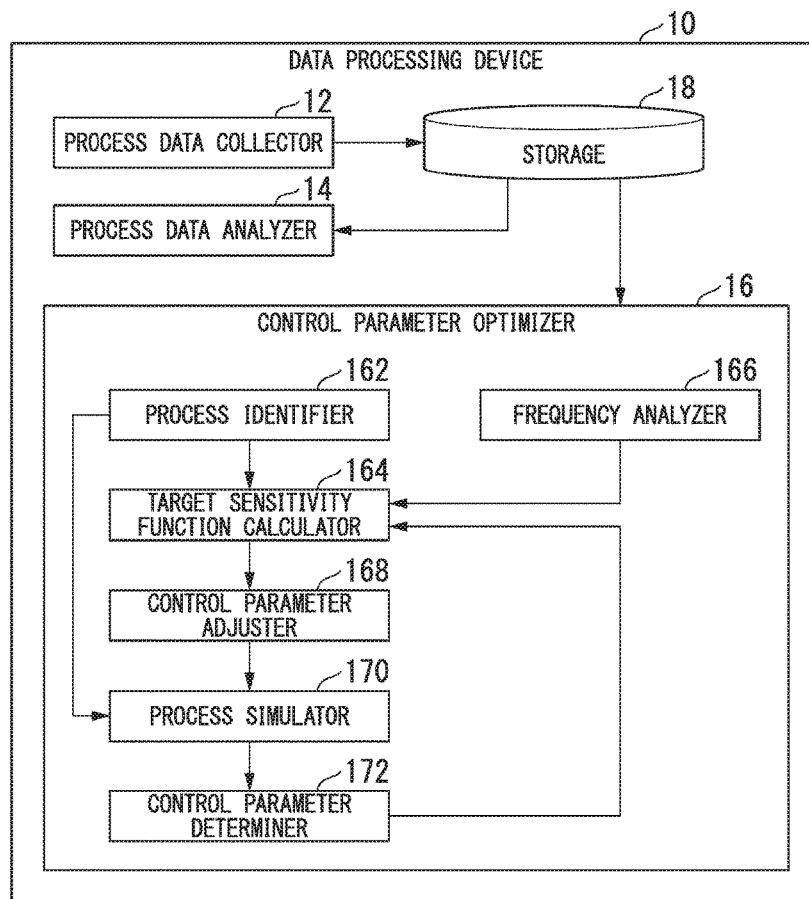 10
DATA PROCESSING DEVICE
12
PROCESS DATA COLLECTOR
18
STORAGE
14
PROCESS DATA ANALYZER
16
CONTROL PARAMETER OPTIMIZER
162
PROCESS IDENTIFIER
166
FREQUENCY ANALYZER
164
TARGET SENSITIVITY
FUNCTION CALCULATOR
168
CONTROL PARAMETER
ADJUSTER
170
PROCESS SIMULATOR
172
CONTROL PARAMETER
DETERMINER